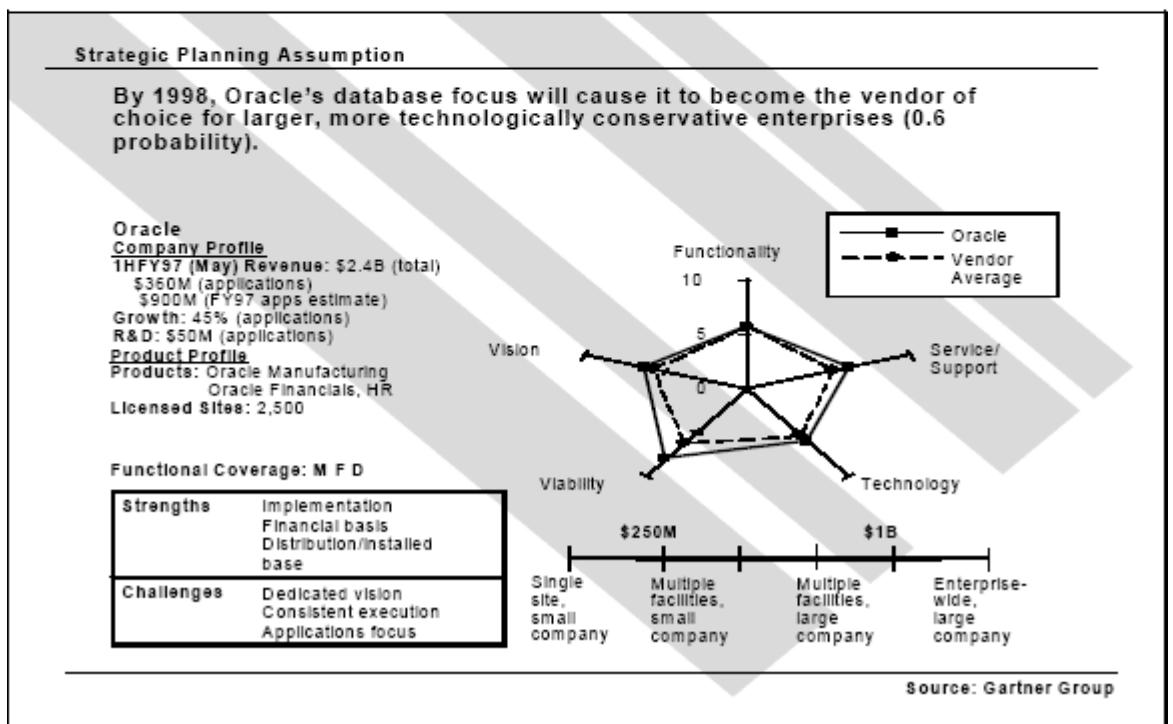 Strategic Planning Assumption
By 1998, Oracle's database focus will cause it to become the vendor of
choice for larger, more technologically conservative enterprises (0.6
probability).
Oracle
Company Profile
1HFY97 (May) Revenue: $2.4B (total)
$360M (applications)
$900M (FY97 apps estimate)
Growth: 45% (applications)
R&D: $50M (applications)
Product Profile
Products: Oracle Manufacturing
Oracle Financials, HR
Licensed Sites: 2,500
Functional Coverage: M F D
Strengths
Implementation
Financial basis
Distribution/Installed
base
Challenges
Dedicated vision
Consistent execution
Applications focus
Oracle
Vendor
Average
Functionality
10
5
0
Vision
Service/
Support
Viability
Technology
$250M
$1B
Single
site,
small
company
Multiple
facilities,
small
company
Multiple
facilities,
large
company
Enterprise-
wide,
large
company
Source: Gartner Group